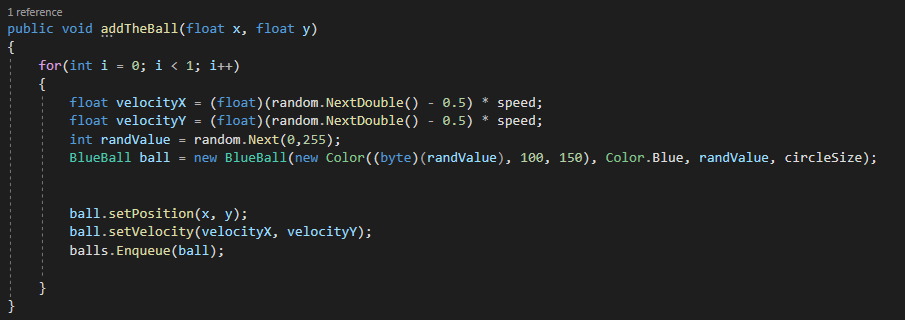 1 reference
public void addTheBall(float x, float y)
{
    for(int i = 0; i < 1; i++)
    {
        float velocityX = (float)(random.NextDouble() - 0.5) * speed;
        float velocityY = (float)(random.NextDouble() - 0.5) * speed;
        int randValue = random.Next(0,255);
        BlueBall ball = new BlueBall(new Color((byte)(randValue), 100, 150), Color.Blue, randValue, circleSize);


        ball.setPosition(x, y);
        ball.setVelocity(velocityX, velocityY);
        balls.Enqueue(ball);

    }
}